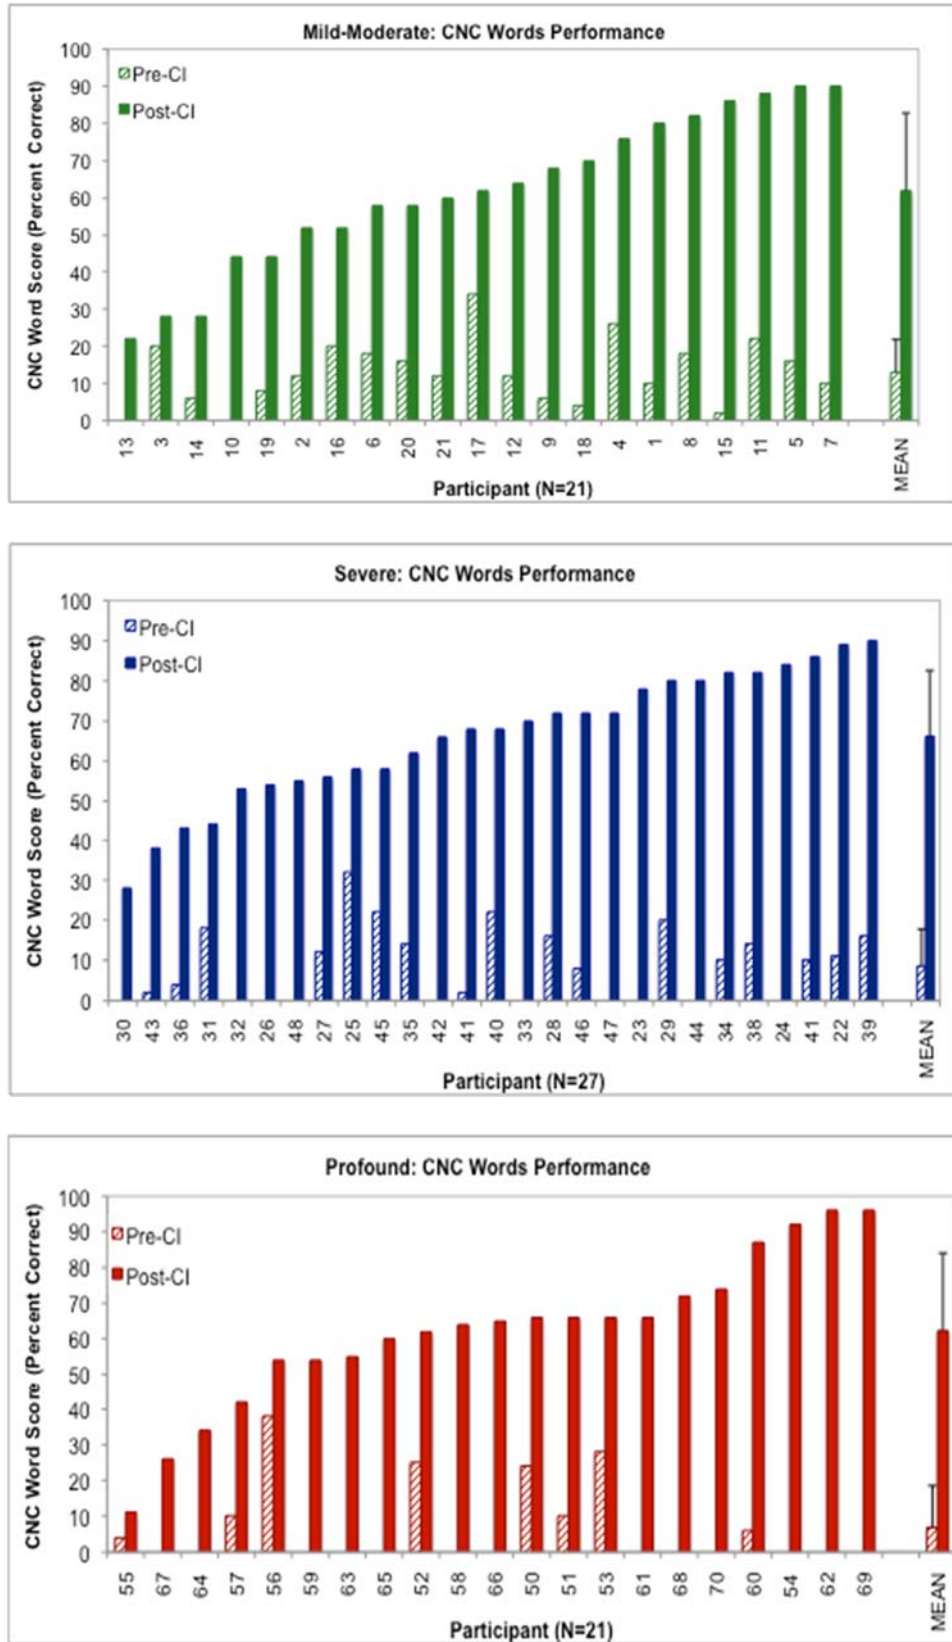 Mild-Moderate: CNC Words Performance
CNC Word Score (Percent Correct)
100
90
80
70
60
50
40
30
20
10
0
Pre-CI
Post-CI
13 3 14 10 19 2 16 6 20 21 17 12 9 18 4 1 8 15 11 5 7 MEAN
Participant (N=21)
Severe: CNC Words Performance
CNC Word Score (Percent Correct)
100
90
80
70
60
50
40
30
20
10
0
Pre-CI
Post-CI
30 43 36 31 32 26 48 27 25 45 35 42 41 40 33 28 46 47 23 29 44 34 38 24 41 22 39 MEAN
Participant (N=27)
Profound: CNC Words Performance
CNC Word Score (Percent Correct)
100
90
80
70
60
50
40
30
20
10
0
Pre-CI
Post-CI
55 67 64 57 56 59 63 65 52 58 66 50 51 53 61 68 70 60 54 62 69 MEAN
Participant (N=21)